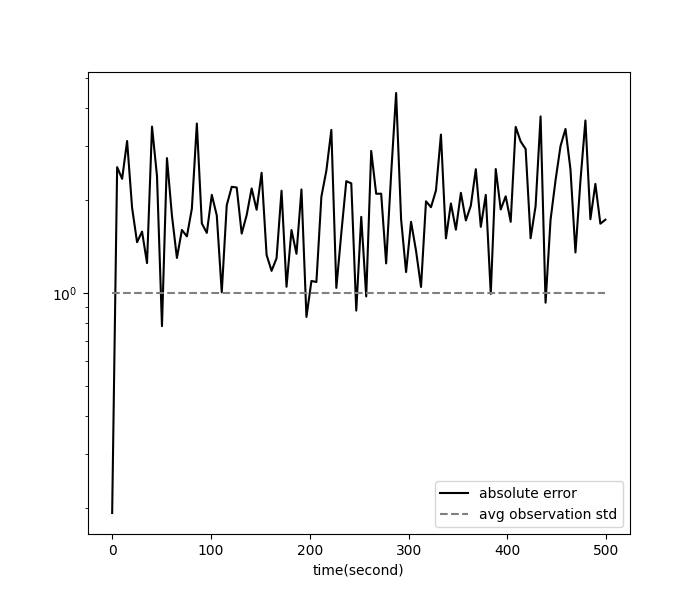 10⁰
absolute error
avg observation std
0 100 200 300 400 500
time(second)